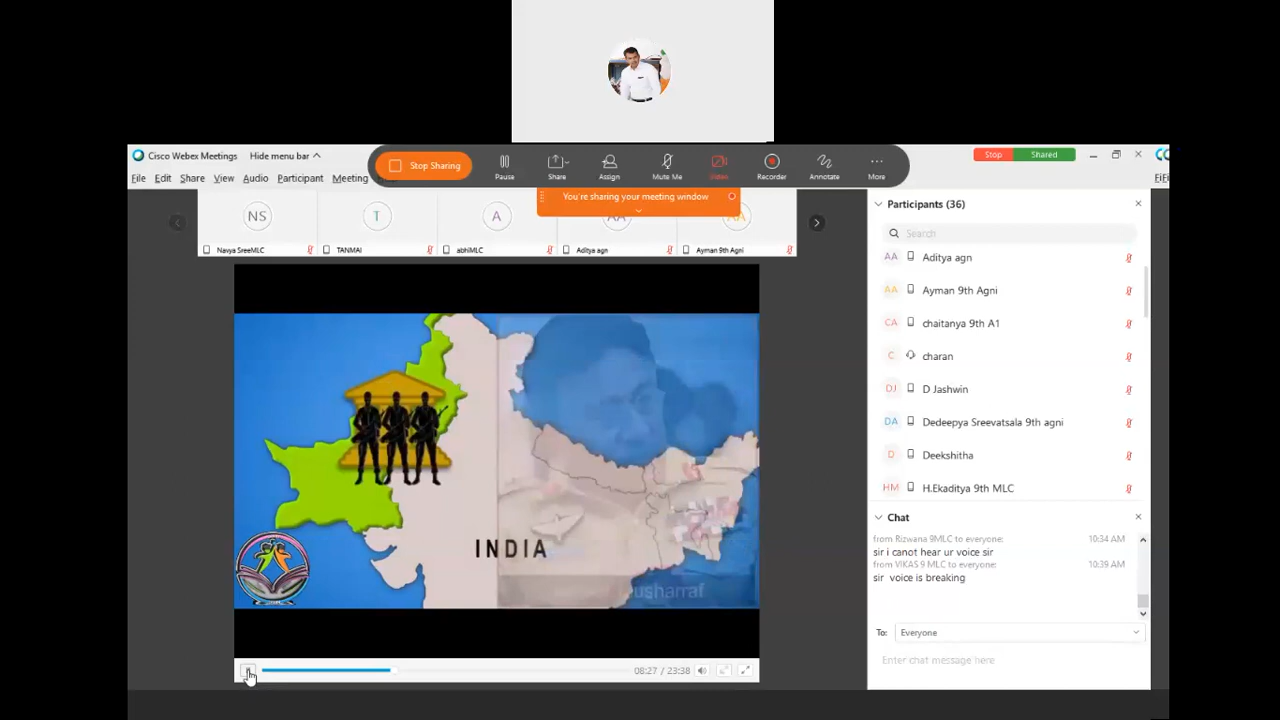 Cisco Webex Meetings
Hide menu bar
File Edit Share View Audio Participant Meeting
Stop Sharing
Pause
Share
Assign
Mute Me
Recorder
Annotate
More
Stop
Shared
You're sharing your meeting window
NS
Navya SreeMLC
T
TANMAI
A
abhiMLC
AA
Aditya agn
AA
Ayman 9th Agni
INDIA
usharraf
08:27 / 23:38
Participants (36)
Search
AA Aditya agn
AA Ayman 9th Agni
CA chaitanya 9th A1
C charan
DJ D Jashwin
DA Dedeepya Sreevatsala 9th agni
D Deekshitha
HM H.Ekaditya 9th MLC
Chat
from Rizwana 9MLC to everyone: 10:34 AM
sir i canot hear ur voice sir
from VIKAS 9 MLC to everyone: 10:39 AM
sir voice is breaking
To: Everyone
Enter chat message here